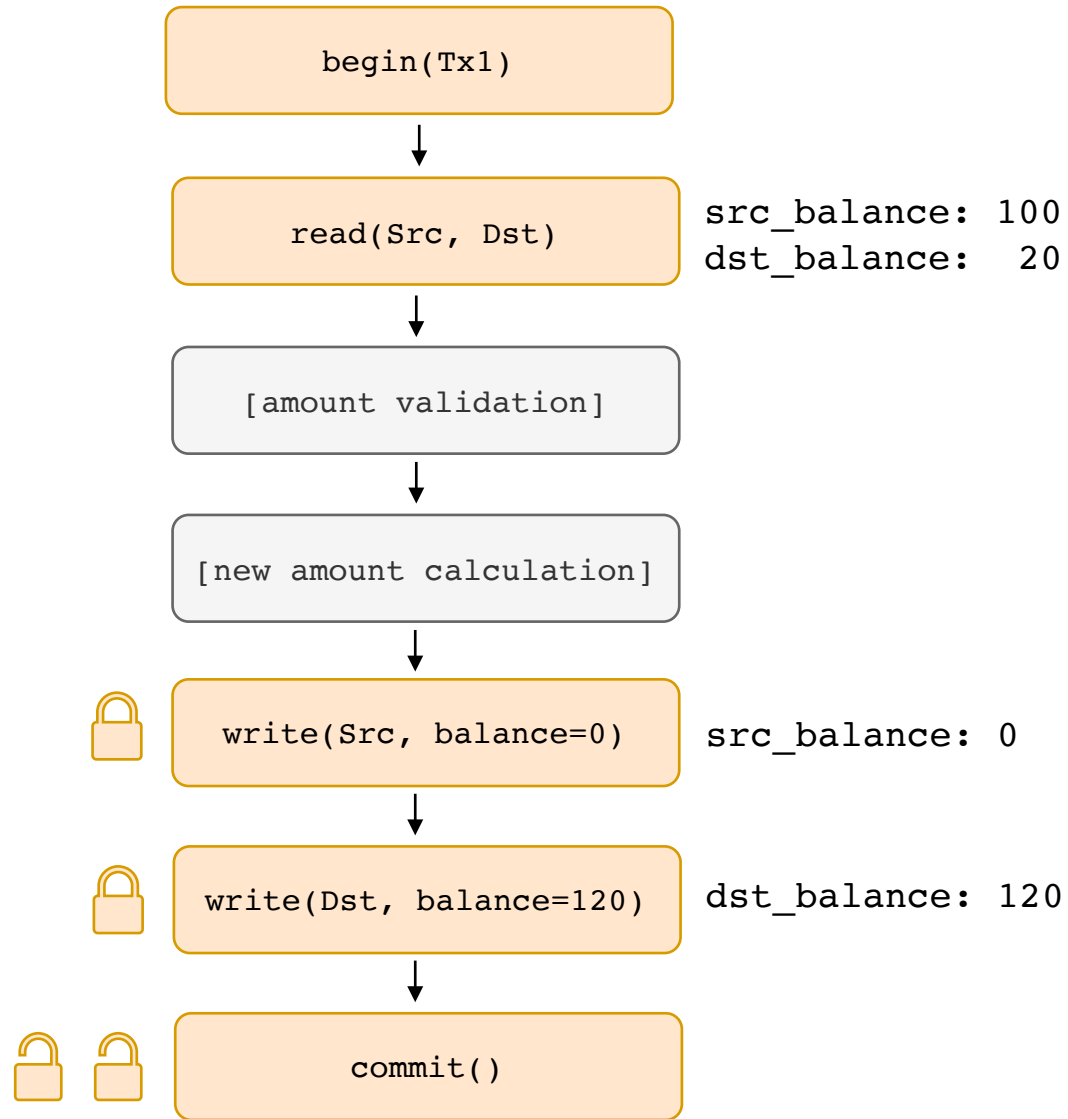 begin(Tx1)
read(Src, Dst)
src_balance: 100
dst_balance:  20
[amount validation]
[new amount calculation]
write(Src, balance=0)
src_balance: 0
write(Dst, balance=120)
dst_balance: 120
commit()